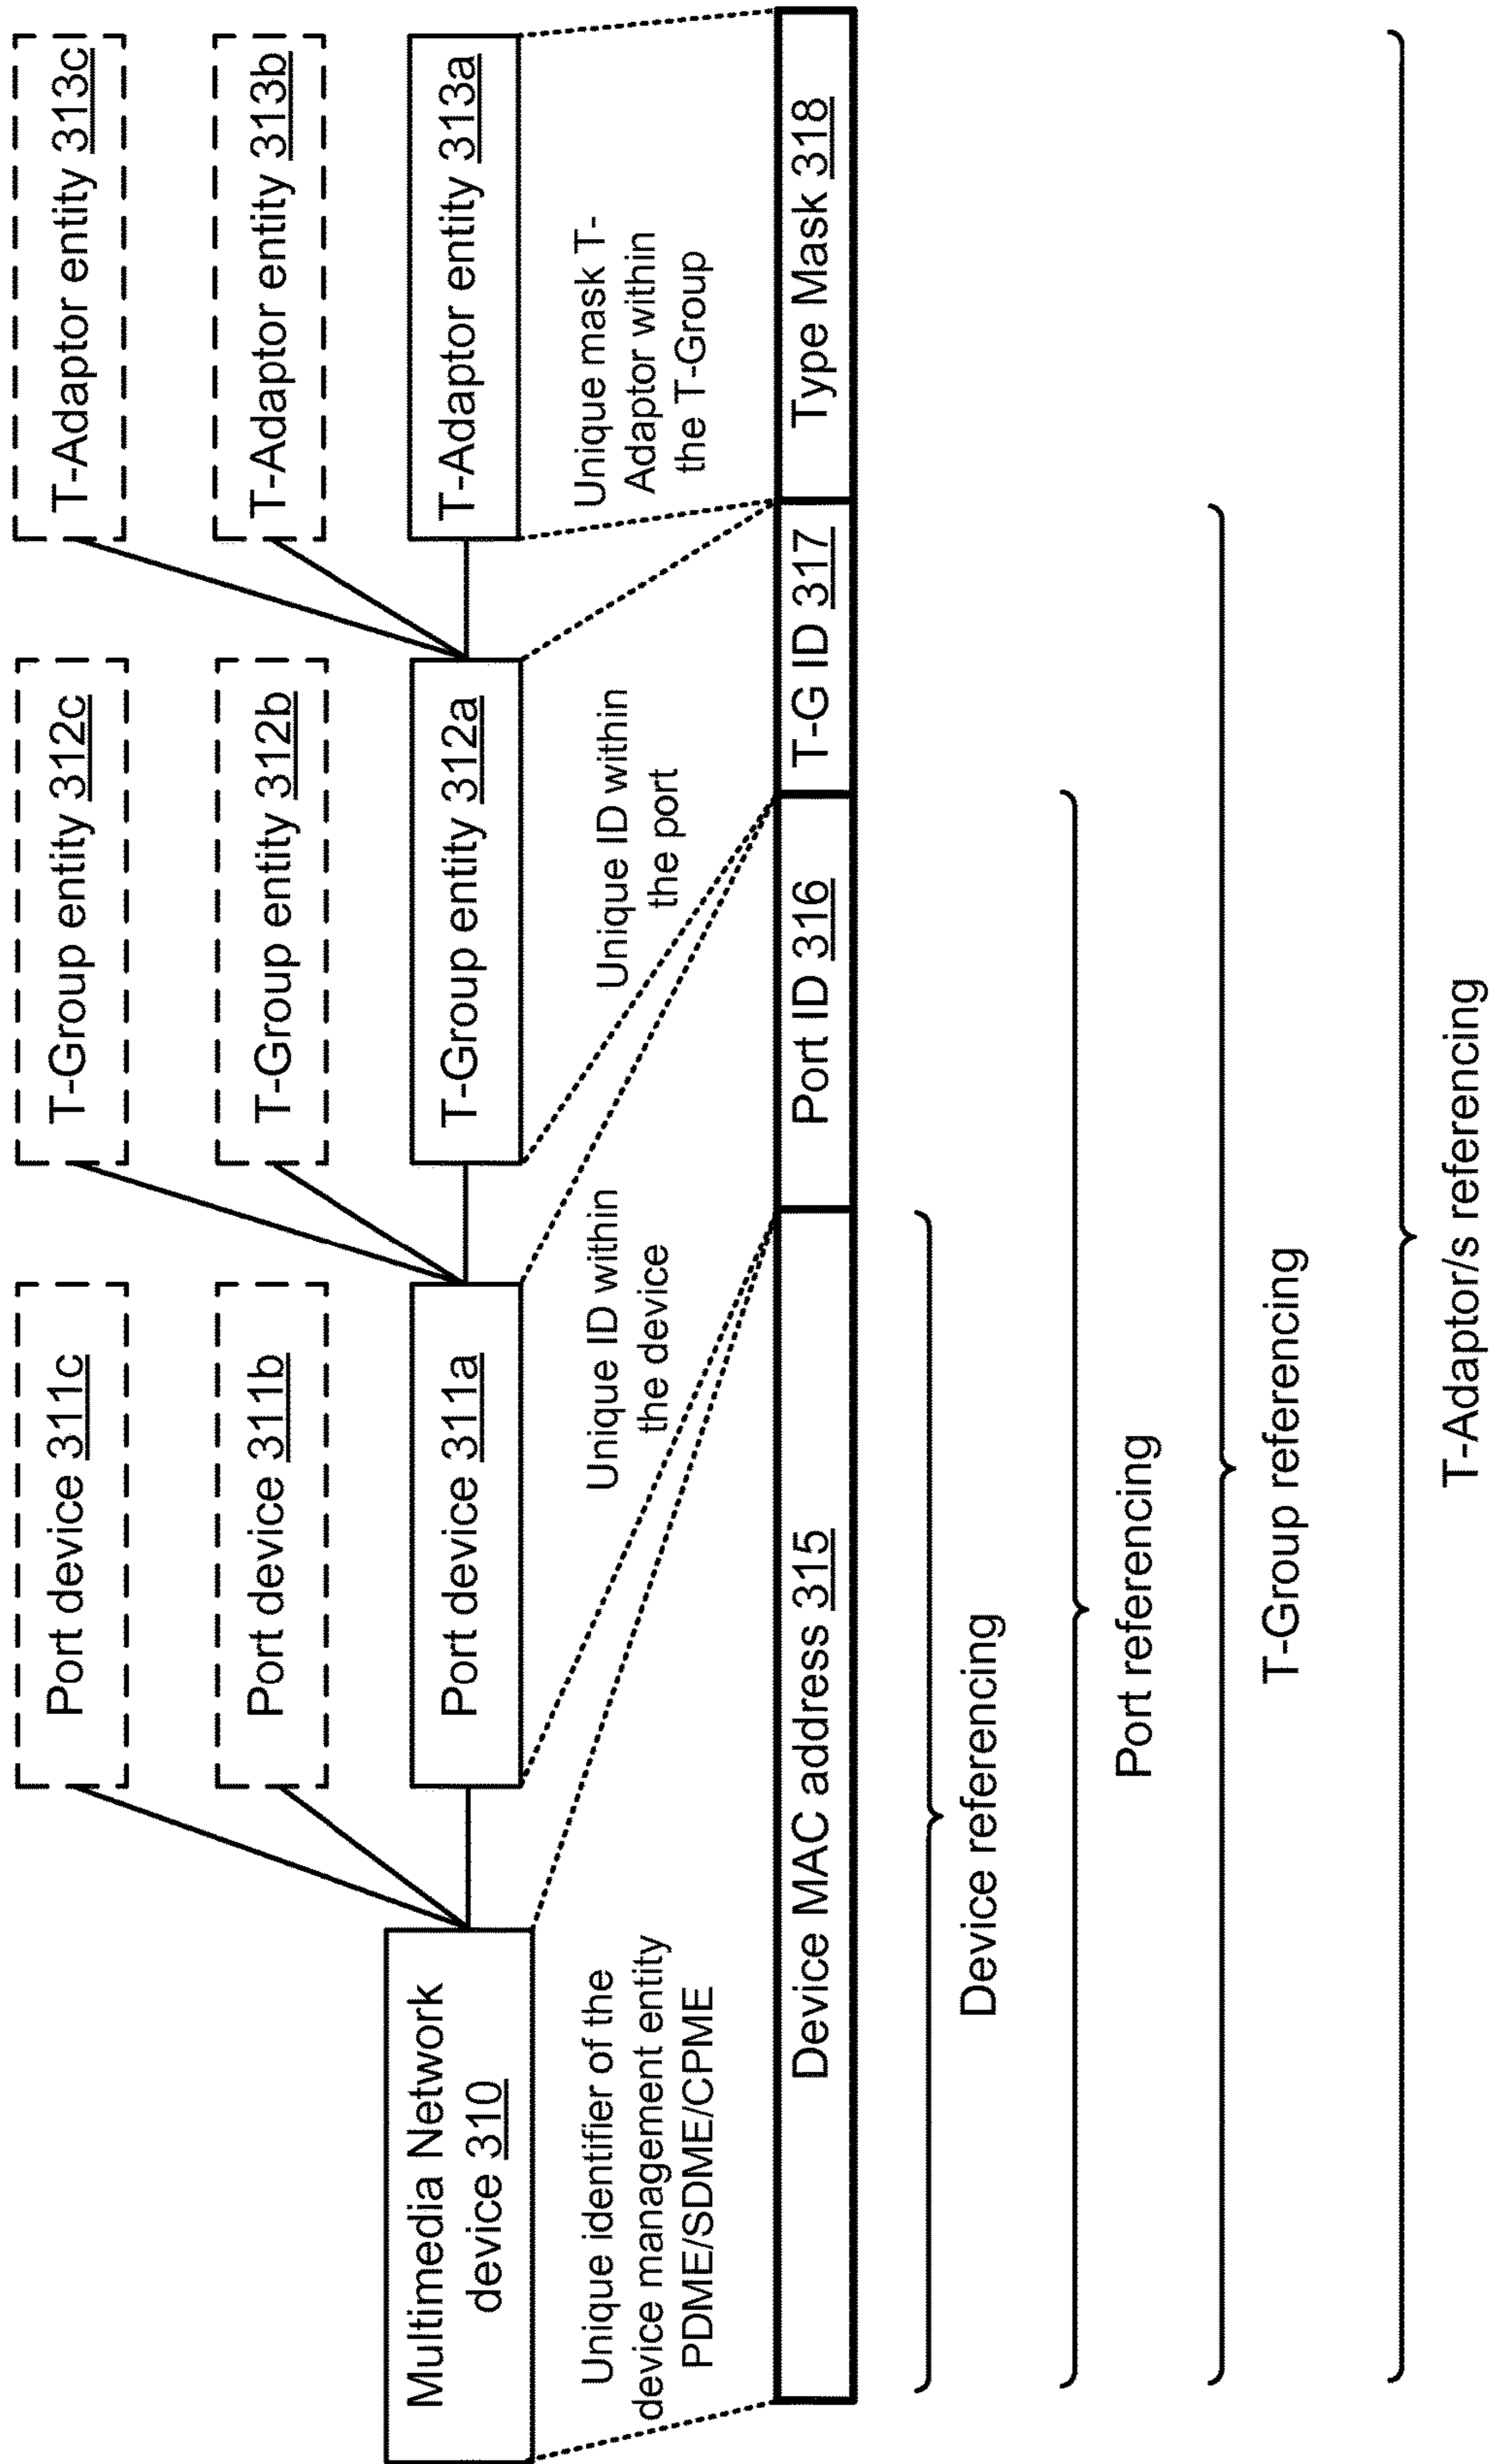 Port device 311c
T-Group entity 312c
T-Adaptor entity 313c
Port device 311b
T-Group entity 312b
T-Adaptor entity 313b
Multimedia Network
device 310
Port device 311a
T-Group entity 312a
T-Adaptor entity 313a
Unique identifier of the
device management entity
PDME/SDME/CPME
Unique ID within
the device
Unique ID within
the port
Unique mask T-
Adaptor within
the T-Group
Device MAC address 315
Port ID 316
T-G ID 317
Type Mask 318
Device referencing
Port referencing
T-Group referencing
T-Adaptor/s referencing